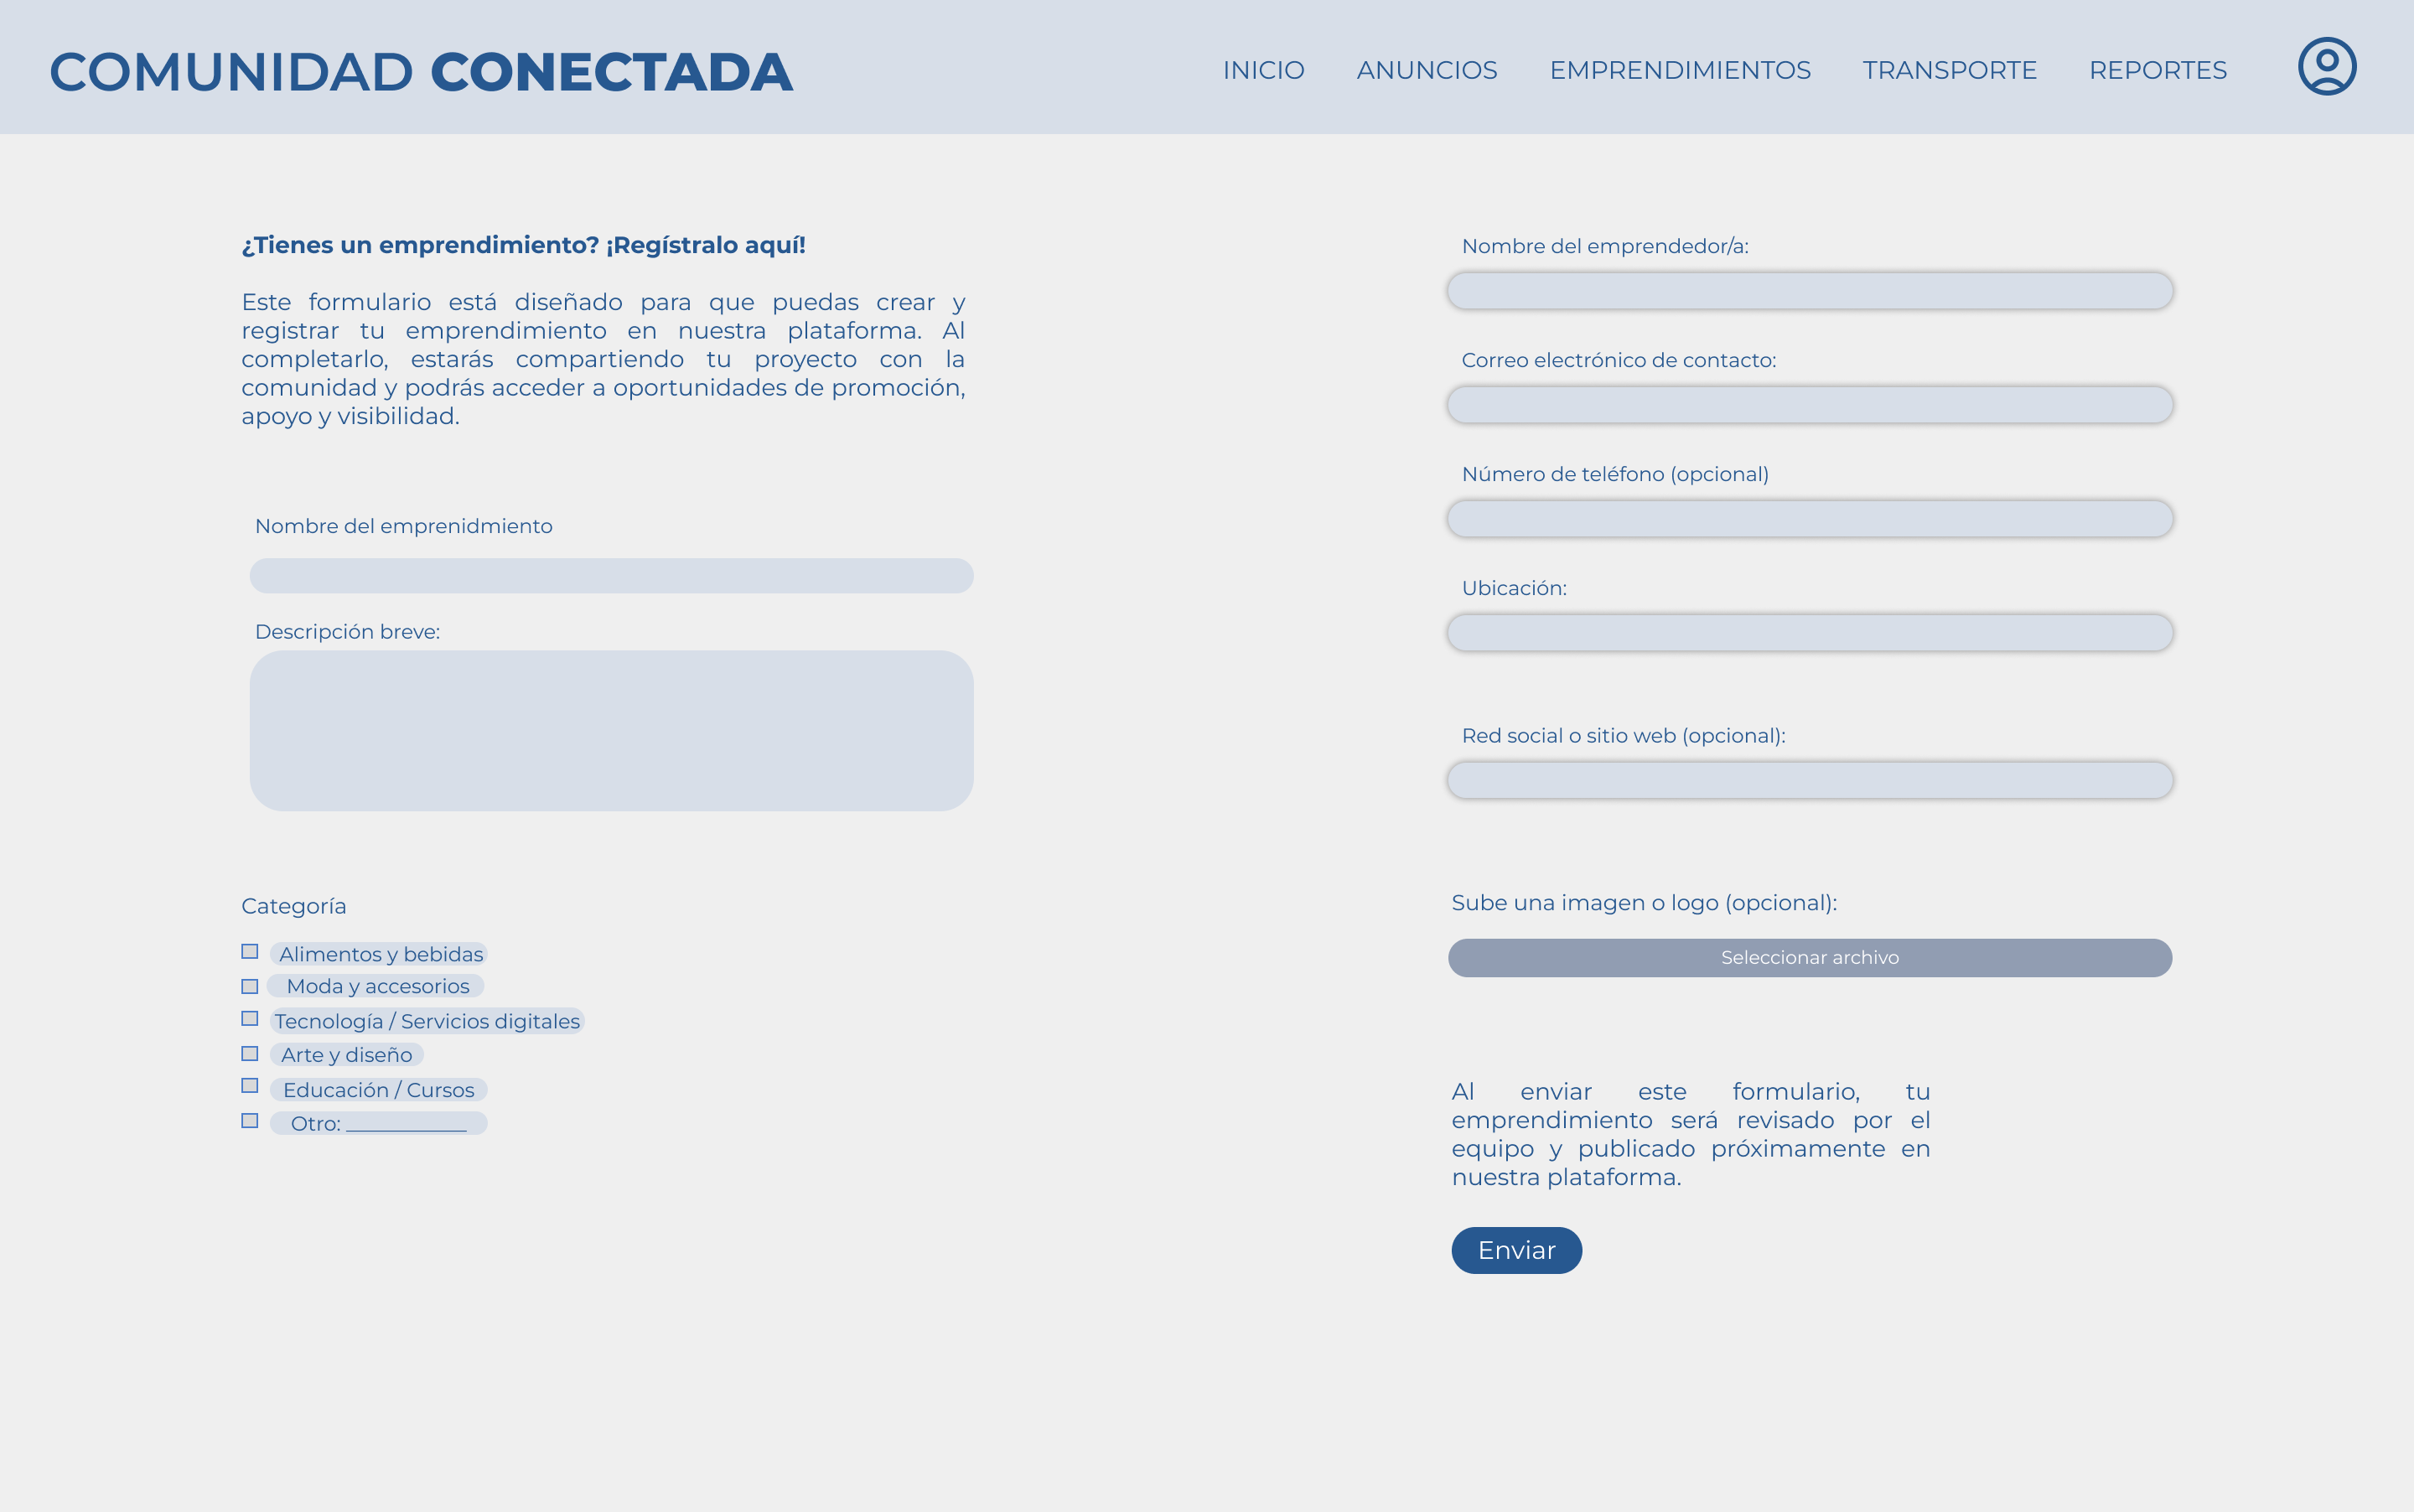 COMUNIDAD CONECTADA
INICIO ANUNCIOS EMPRENDIMIENTOS TRANSPORTE REPORTES
¿Tienes un emprendimiento? ¡Regístralo aquí!
Este formulario está diseñado para que puedas crear y
registrar tu emprendimiento en nuestra plataforma. Al
completarlo, estarás compartiendo tu proyecto con la
comunidad y podrás acceder a oportunidades de promoción,
apoyo y visibilidad.
Nombre del emprenidmiento
Descripción breve:
Categoría
Alimentos y bebidas
Moda y accesorios
Tecnología / Servicios digitales
Arte y diseño
Educación / Cursos
Otro: ____________
Nombre del emprendedor/a:
Correo electrónico de contacto:
Número de teléfono (opcional)
Ubicación:
Red social o sitio web (opcional):
Sube una imagen o logo (opcional):
Seleccionar archivo
Al enviar este formulario, tu
emprendimiento será revisado por el
equipo y publicado próximamente en
nuestra plataforma.
Enviar